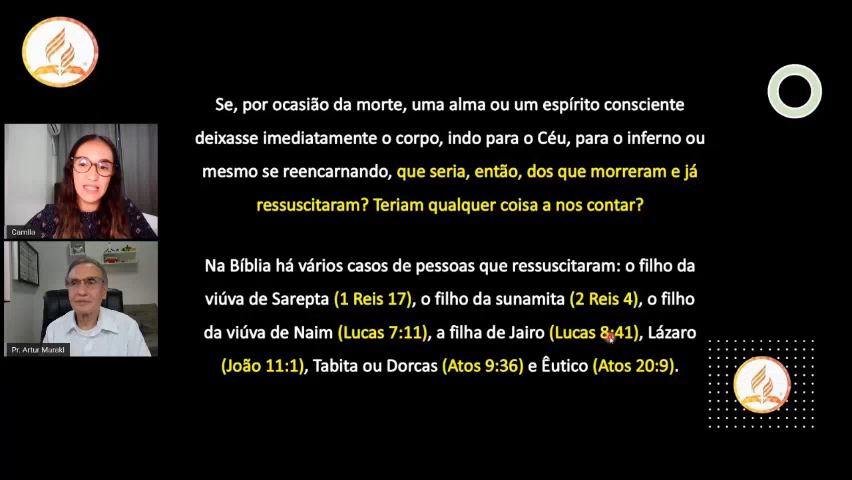 Se, por ocasião da morte, uma alma ou um espírito consciente
deixasse imediatamente o corpo, indo para o Céu, para o inferno ou
mesmo se reencarnando, que seria, então, dos que morreram e já
ressuscitaram? Teriam qualquer coisa a nos contar?
Na Bíblia há vários casos de pessoas que ressuscitaram: o filho da
viúva de Sarepta (1 Reis 17), o filho da sunamita (2 Reis 4), o filho
da viúva de Naim (Lucas 7:11), a filha de Jairo (Lucas 8:41), Lázaro
(João 11:1), Tabita ou Dorcas (Atos 9:36) e Êutico (Atos 20:9).
Camila
Pr. Artur Marski